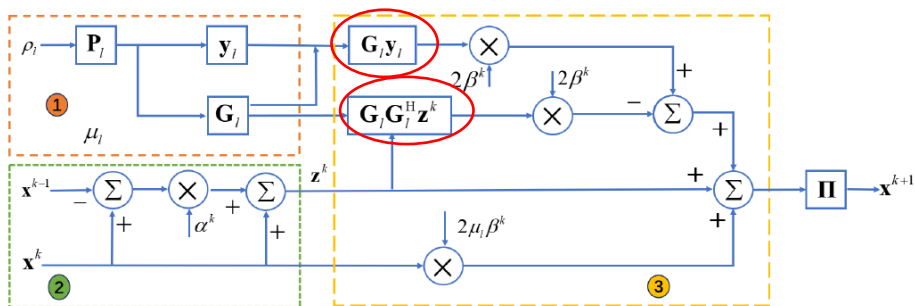 ρ_l P_l y_l G_l y_l × +
2β^k 2β^k
1 G_l G_l G_l^H z^k × − Σ
μ_l +
x^{k-1} Σ × + Σ z^k + Σ Π x^{k+1}
− + α^k + 2μ_l β^k +
x^k ×
2 3